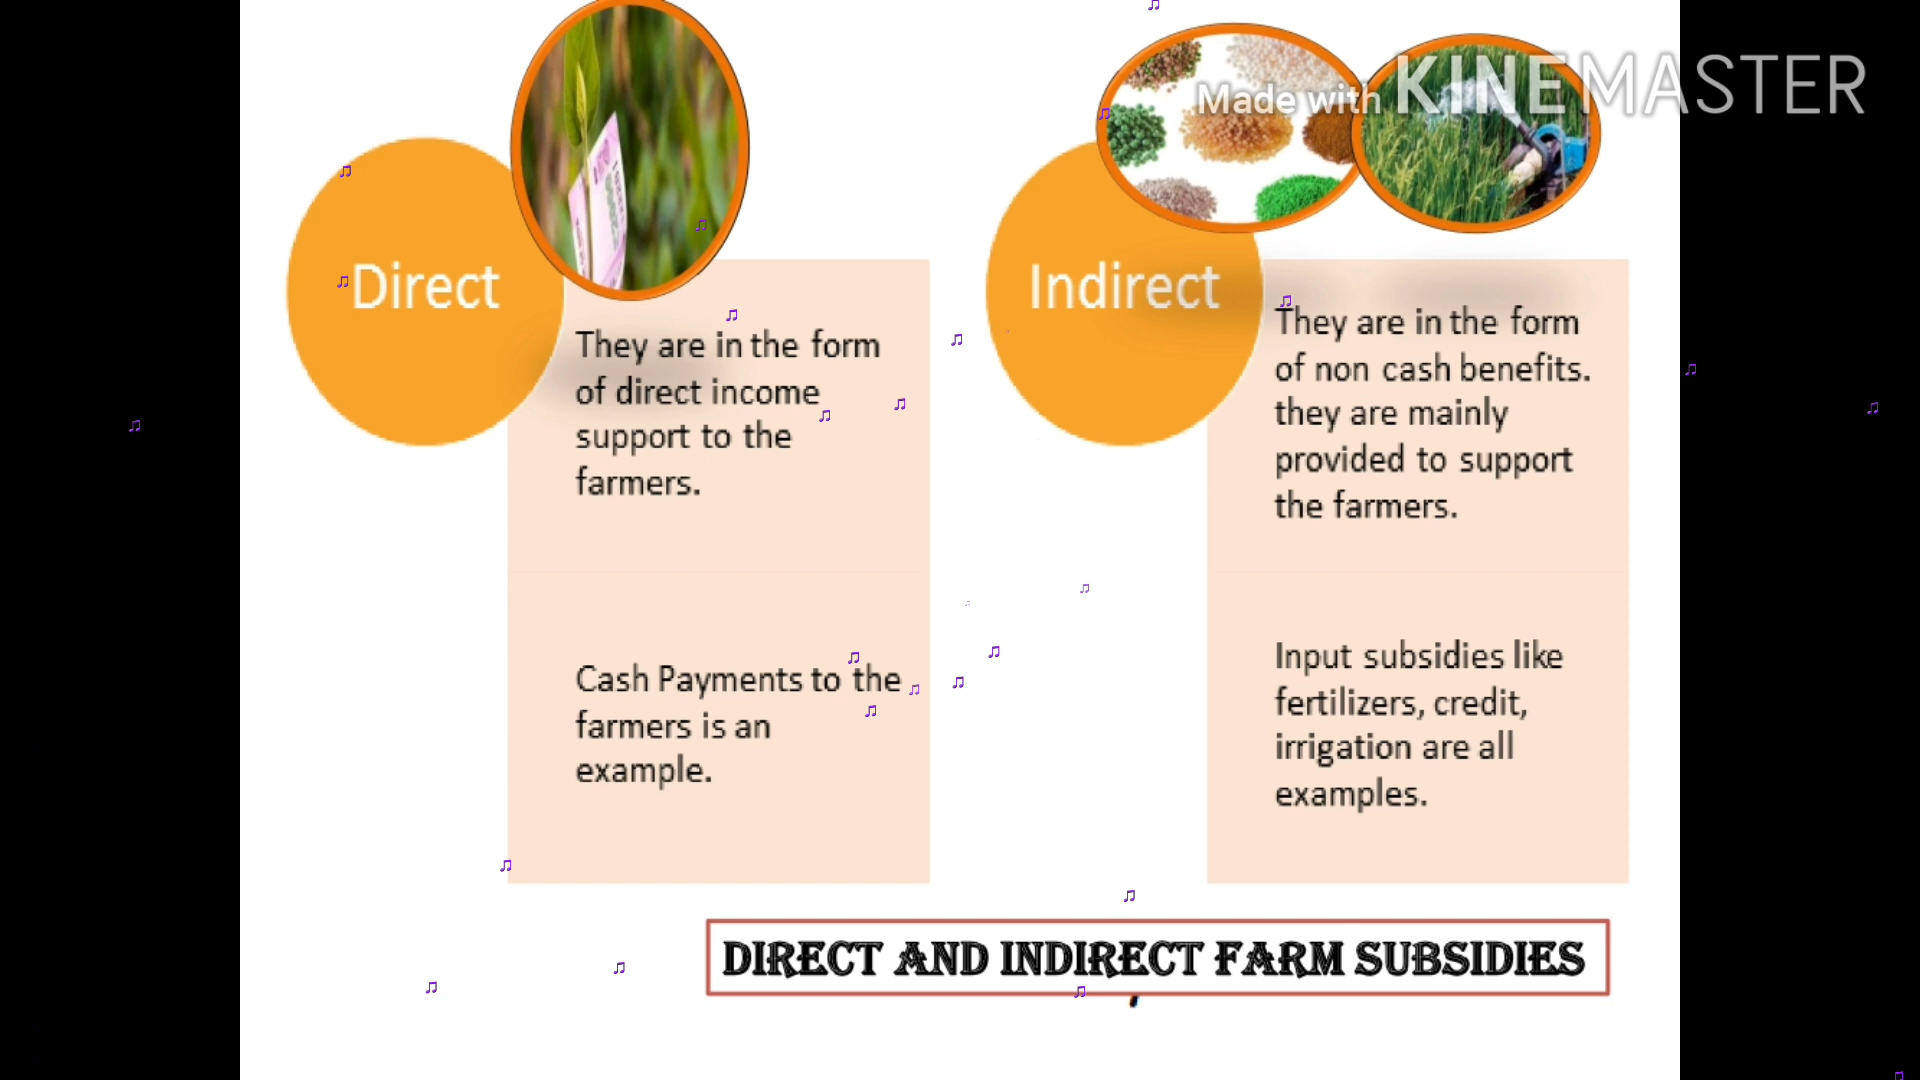 Made with KINEMASTER
Direct
They are in the form
of direct income
support to the
farmers.
Cash Payments to the
farmers is an
example.
Indirect
They are in the form
of non cash benefits.
they are mainly
provided to support
the farmers.
Input subsidies like
fertilizers, credit,
irrigation are all
examples.
DIRECT AND INDIRECT FARM SUBSIDIES